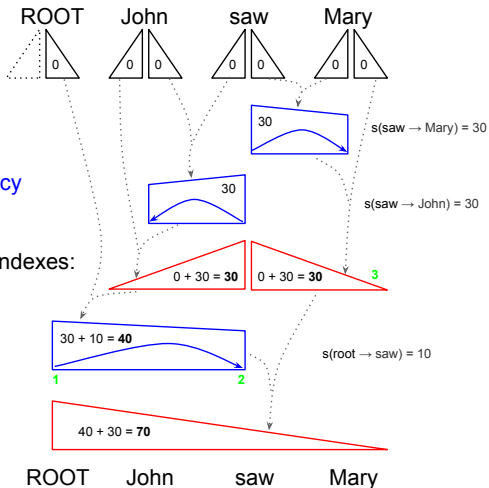 ROOT John saw Mary
0 0 0 0 0 0 0
30
s(saw → Mary) = 30
cy
30
s(saw → John) = 30
ndexes:
0 + 30 = 30 0 + 30 = 30 3
30 + 10 = 40
s(root → saw) = 10
1 2
40 + 30 = 70
ROOT John saw Mary